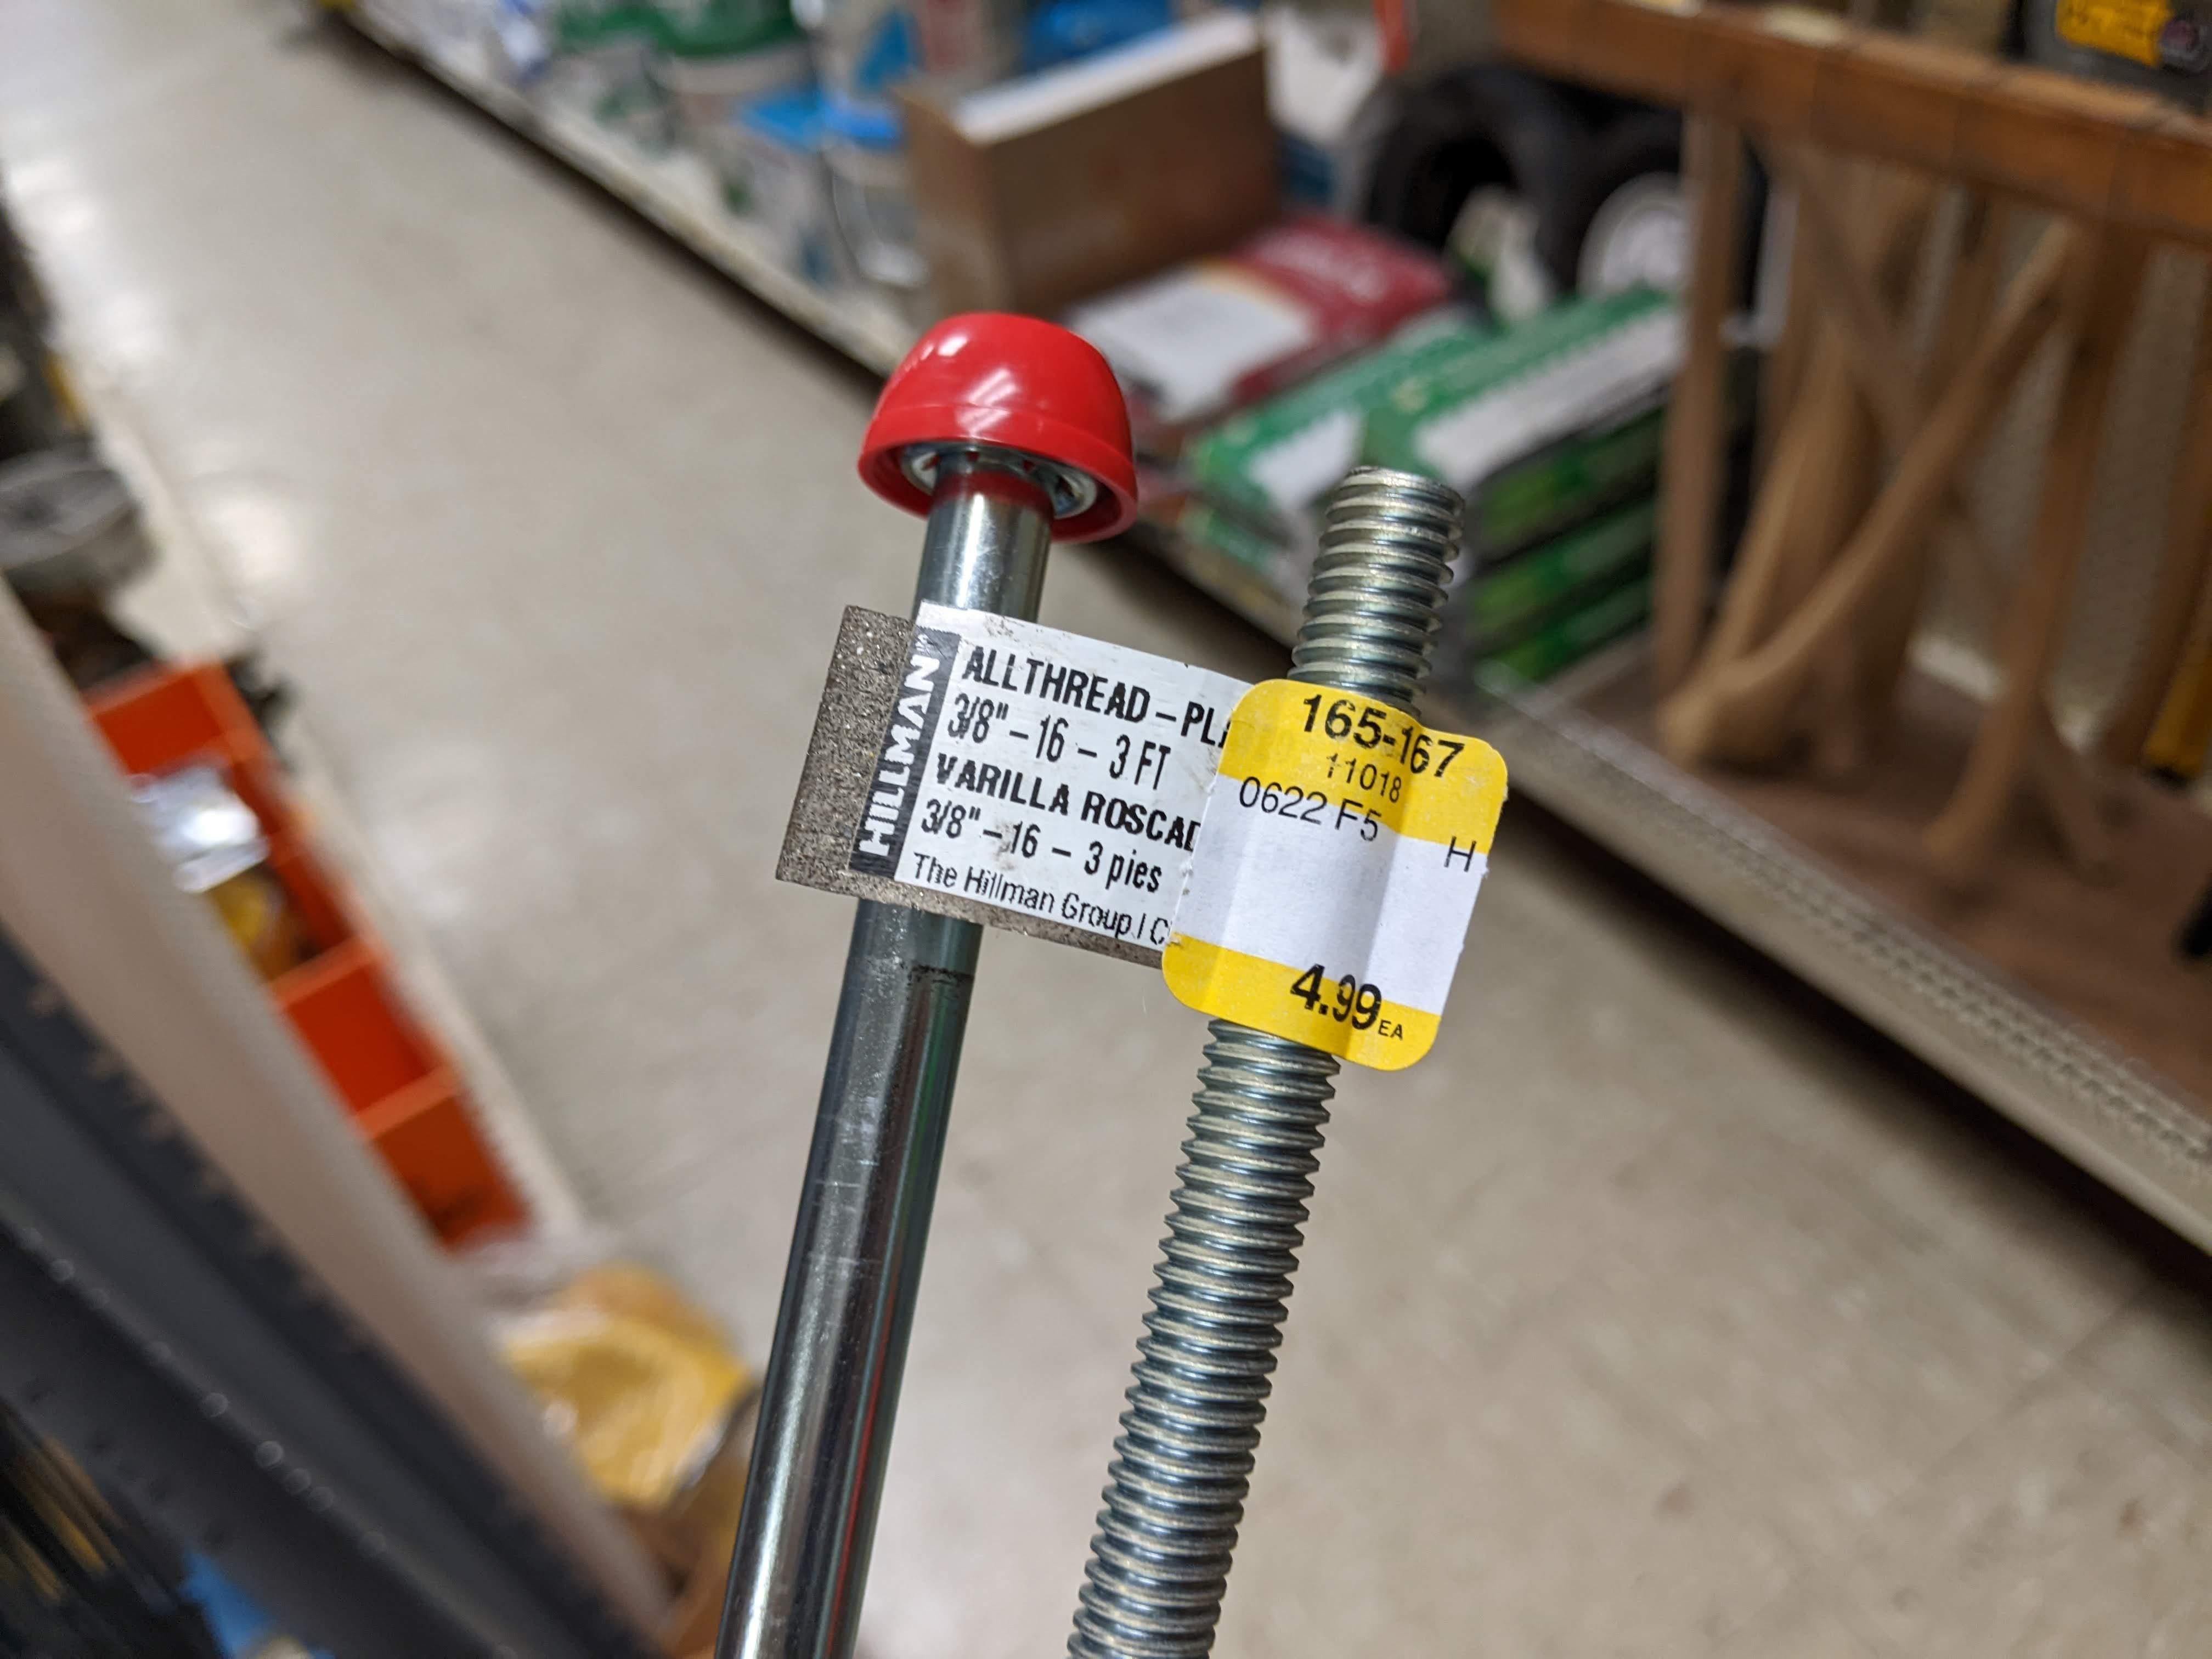 HILLMAN
ALLTHREAD – PLA
3/8" – 16 – 3 FT
VARILLA ROSCAD
3/8" – 16 – 3 pies
The Hillman Group | C
165-167
11018
0622 F5
H
4.99 EA